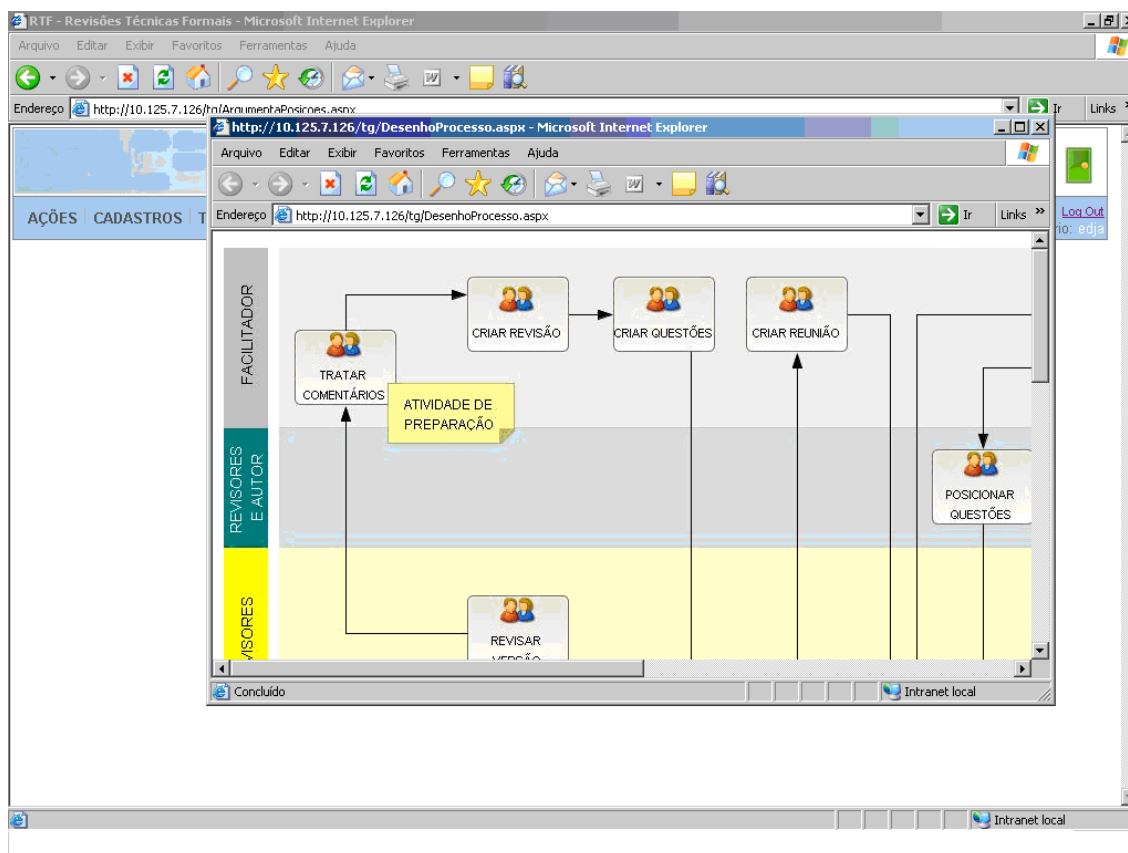 RTF - Revisões Técnicas Formais - Microsoft Internet Explorer
Arquivo Editar Exibir Favoritos Ferramentas Ajuda
Endereço http://10.125.7.126/tg/ArgumentaPosicoes.aspx Ir Links
AÇÕES CADASTROS T
Log Out
rio: edja
http://10.125.7.126/tg/DesenhoProcesso.aspx - Microsoft Internet Explorer
Arquivo Editar Exibir Favoritos Ferramentas Ajuda
Endereço http://10.125.7.126/tg/DesenhoProcesso.aspx Ir Links »
FACILITADOR
CRIAR REVISÃO
CRIAR QUESTÕES
CRIAR REUNIÃO
TRATAR
COMENTÁRIOS
ATIVIDADE DE
PREPARAÇÃO
REVISORES
E AUTOR
POSICIONAR
QUESTÕES
VISORES
REVISAR
VERSÃO
Concluído Intranet local
Intranet local